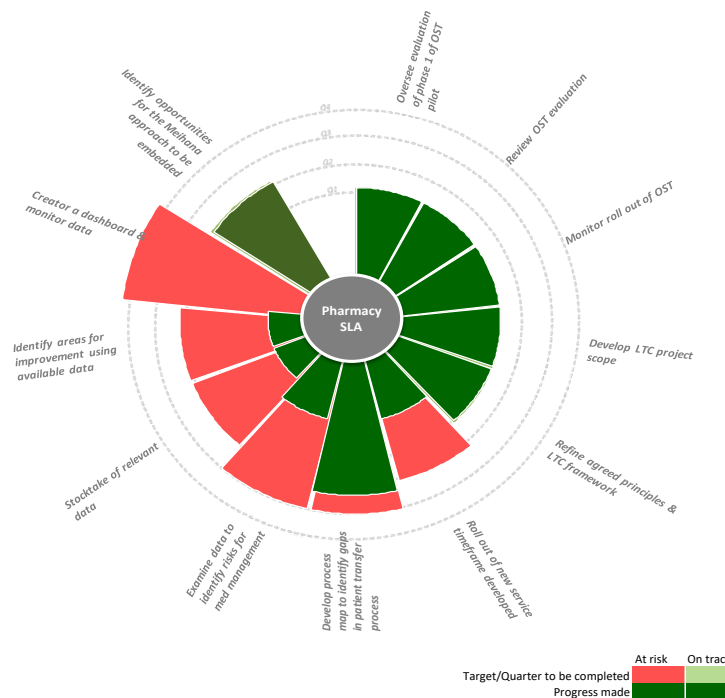 Oversee evaluation
of phase 1 of OST
pilot
Review OST evaluation
Monitor roll out of OST
Develop LTC project
scope
Refine agreed principles &
LTC framework
Roll out of new service
timeframe developed
Develop process
map to identify gaps
in patient transfer
process
Examine data to
identify risks for
med management
Stocktake of relevant
data
Identify areas for
improvement using
available data
Creator a dashboard &
monitor data
Identify opportunities
for the Meihana
approach to be
embedded
Q4
Q3
Q2
Q1
Pharmacy
SLA
At risk
On trac
Target/Quarter to be completed
Progress made